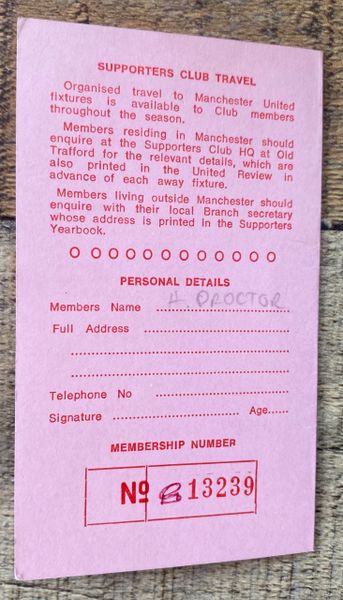 SUPPORTERS CLUB TRAVEL
Organised travel to Manchester United
fixtures is available to Club members
throughout the season.
Members residing in Manchester should
enquire at the Supporters Club HQ at Old
Trafford for the relevant details, which are
also printed in the United Review in
advance of each away fixture.
Members living outside Manchester should
enquire with their local Branch secretary
whose address is printed in the Supporters
Yearbook.
O O O O O O O O O O O O
PERSONAL DETAILS
Members Name A PROCTOR
Full Address
Telephone No
Signature Age
MEMBERSHIP NUMBER
Nº B 13239